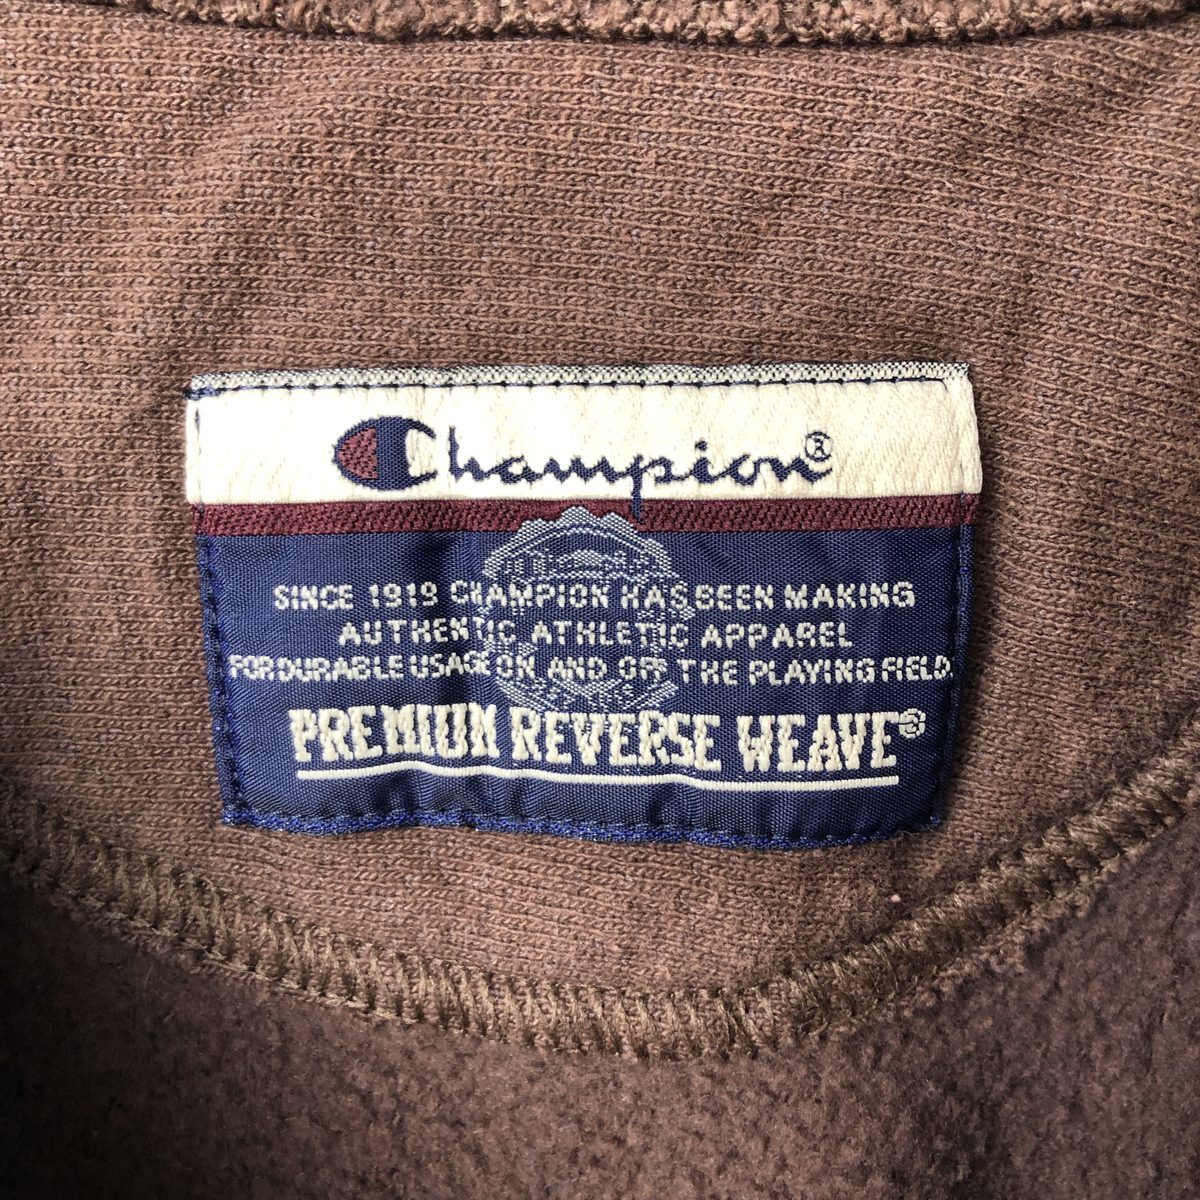 Champion®
SINCE 1919 CHAMPION HAS BEEN MAKING
AUTHENTIC ATHLETIC APPAREL
FOR DURABLE USAGE ON AND OFF THE PLAYING FIELD.
PREMIUM REVERSE WEAVE®